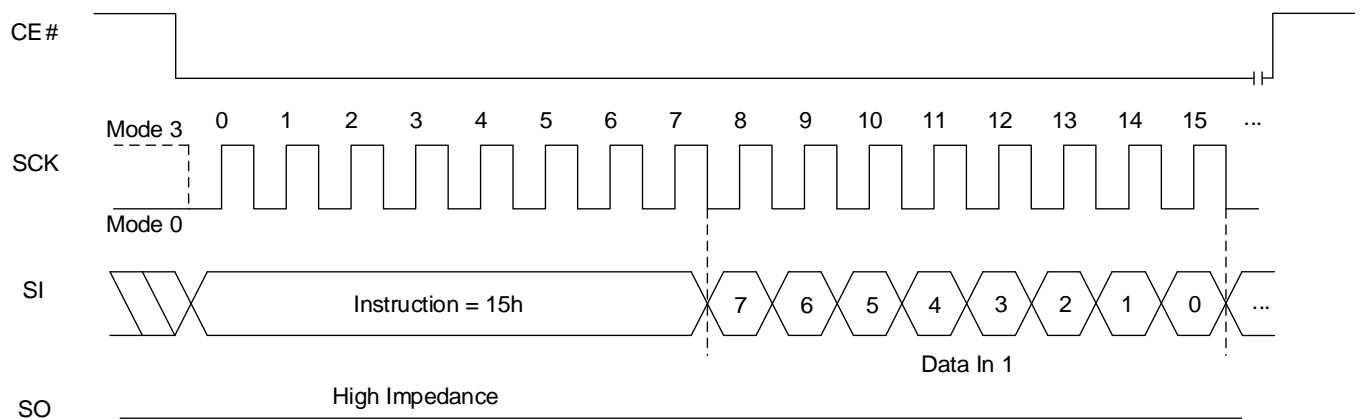 CE#
Mode 3 0 1 2 3 4 5 6 7 8 9 10 11 12 13 14 15 ...
SCK
Mode 0
SI
Instruction = 15h 7 6 5 4 3 2 1 0 ...
Data In 1
High Impedance
SO